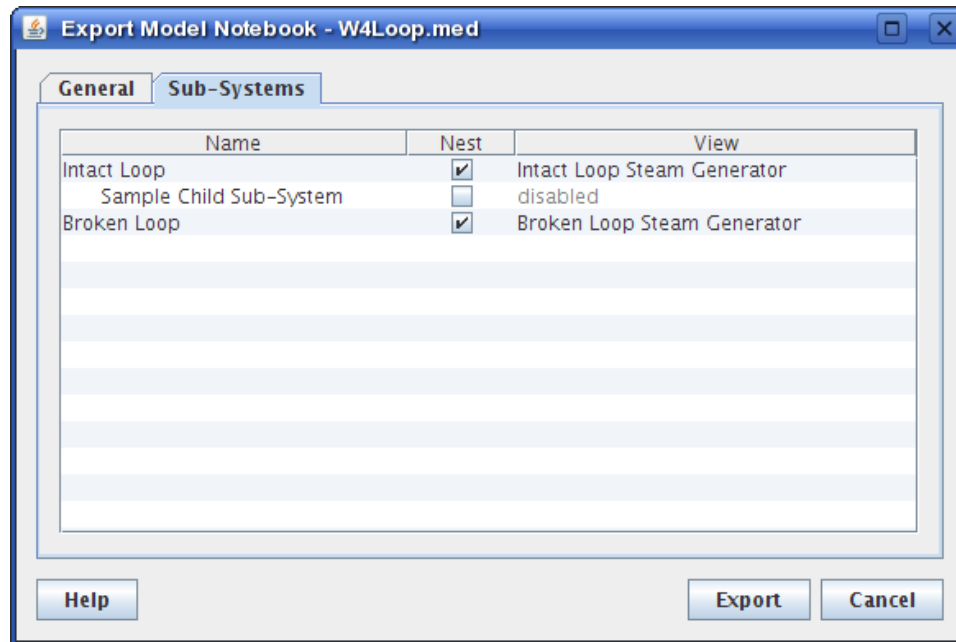 Export Model Notebook - W4Loop.med
General Sub-Systems
Name Nest View
Intact Loop Intact Loop Steam Generator
Sample Child Sub-System disabled
Broken Loop Broken Loop Steam Generator
Help Export Cancel